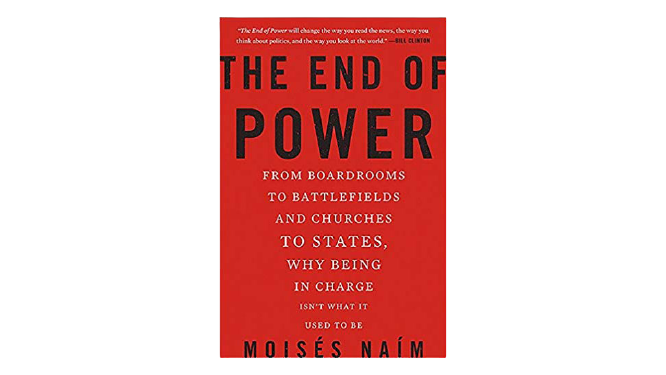 "The End of Power will change the way you read the news, the way you
think about politics, and the way you look at the world." —BILL CLINTON
THE END OF
POWER
FROM BOARDROOMS
TO BATTLEFIELDS
AND CHURCHES
TO STATES,
WHY BEING
IN CHARGE
ISN'T WHAT IT
USED TO BE
MOISÉS NAÍM